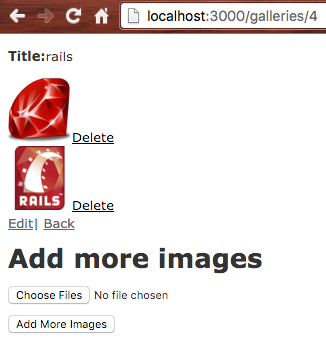 localhost:3000/galleries/4
Title:rails
Delete
RAILS
Delete
Edit| Back
Add more images
Choose Files No file chosen
Add More Images